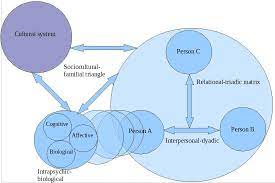 Cultural system
Person C
Sociocultural-
familial triangle
Relational-triadic matrix
Cognitive
Affective
Person A
Person B
Biological
Interpersonal-dyadic
Intrapsychic-
biological